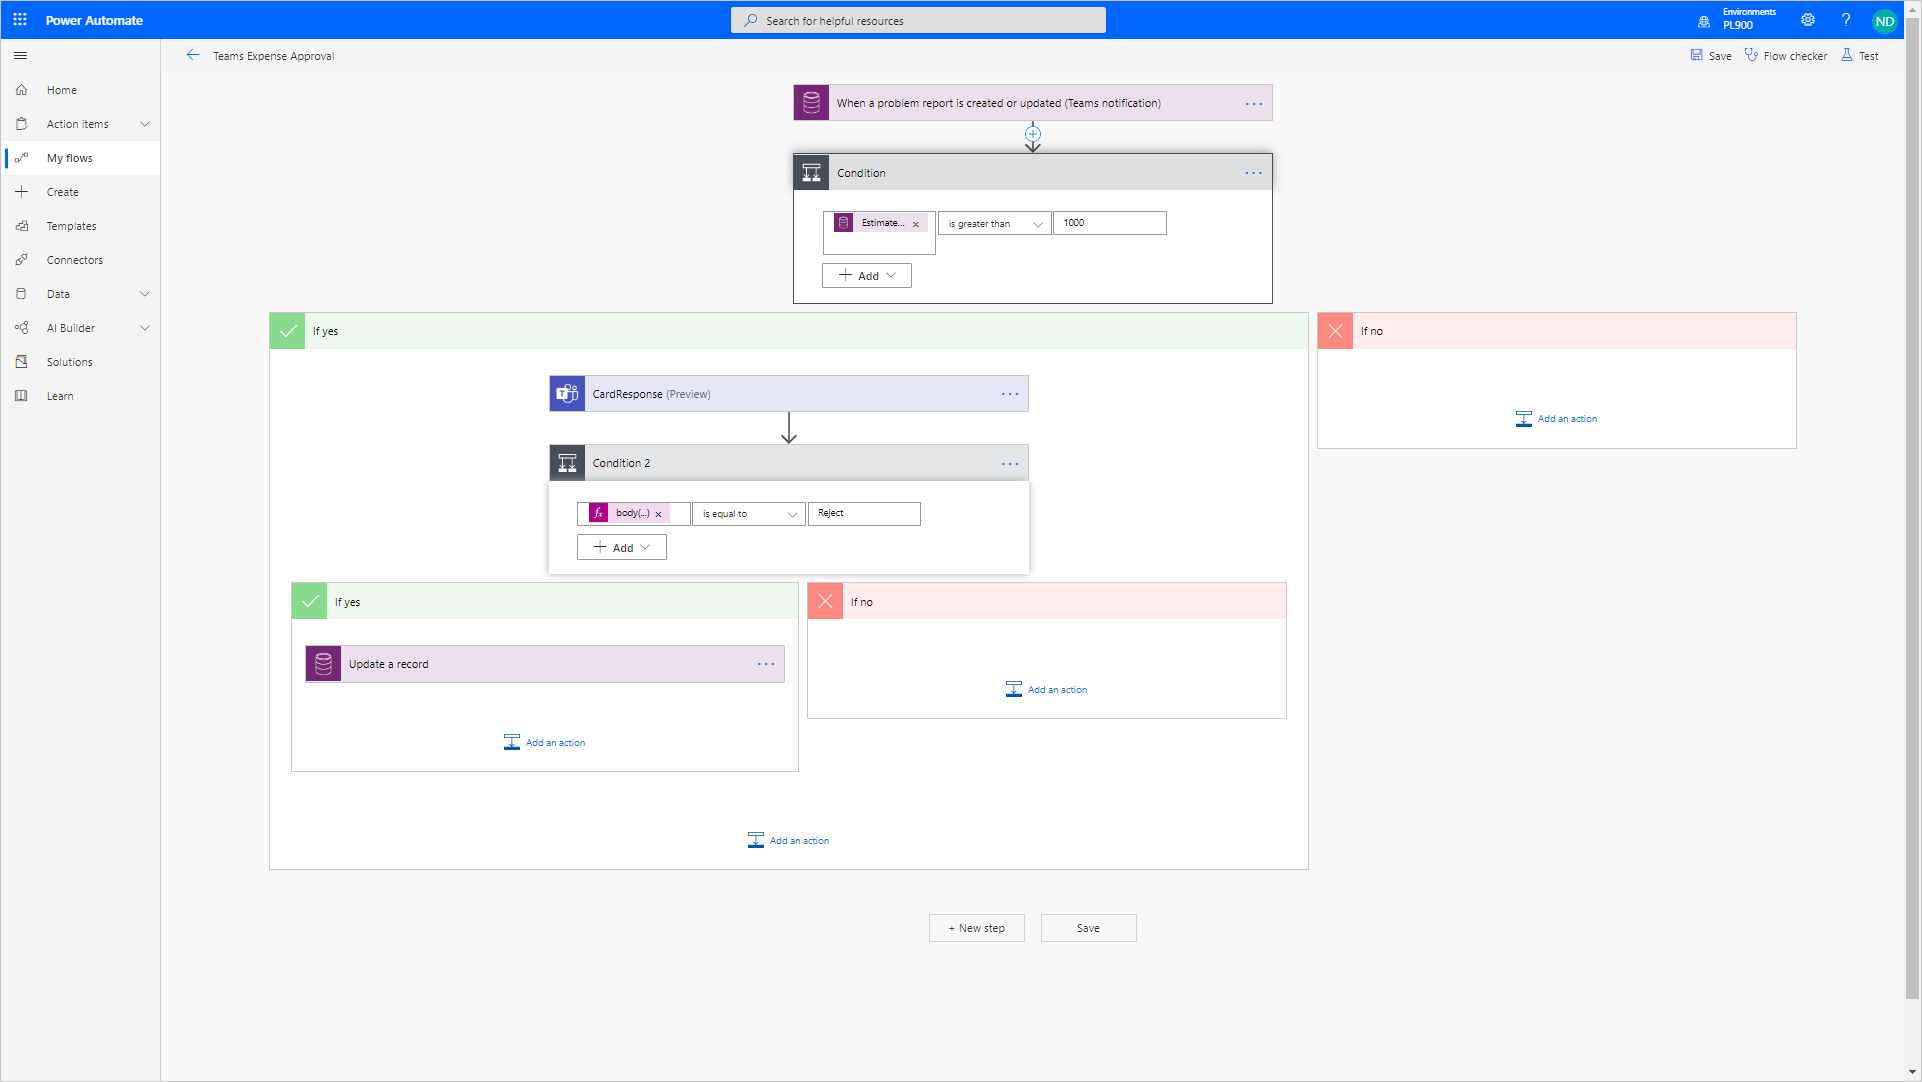 Power Automate
Search for helpful resources
Environments
PL900
?
ND
Teams Expense Approval
Save
Flow checker
Test
Home
Action items
My flows
Create
Templates
Connectors
Data
AI Builder
Solutions
Learn
When a problem report is created or updated (Teams notification)
Condition
Estimate... x
is greater than
1000
+ Add
If yes
If no
CardResponse (Preview)
Add an action
Condition 2
fx body(...) x
is equal to
Reject
+ Add
If yes
If no
Update a record
Add an action
Add an action
Add an action
+ New step
Save